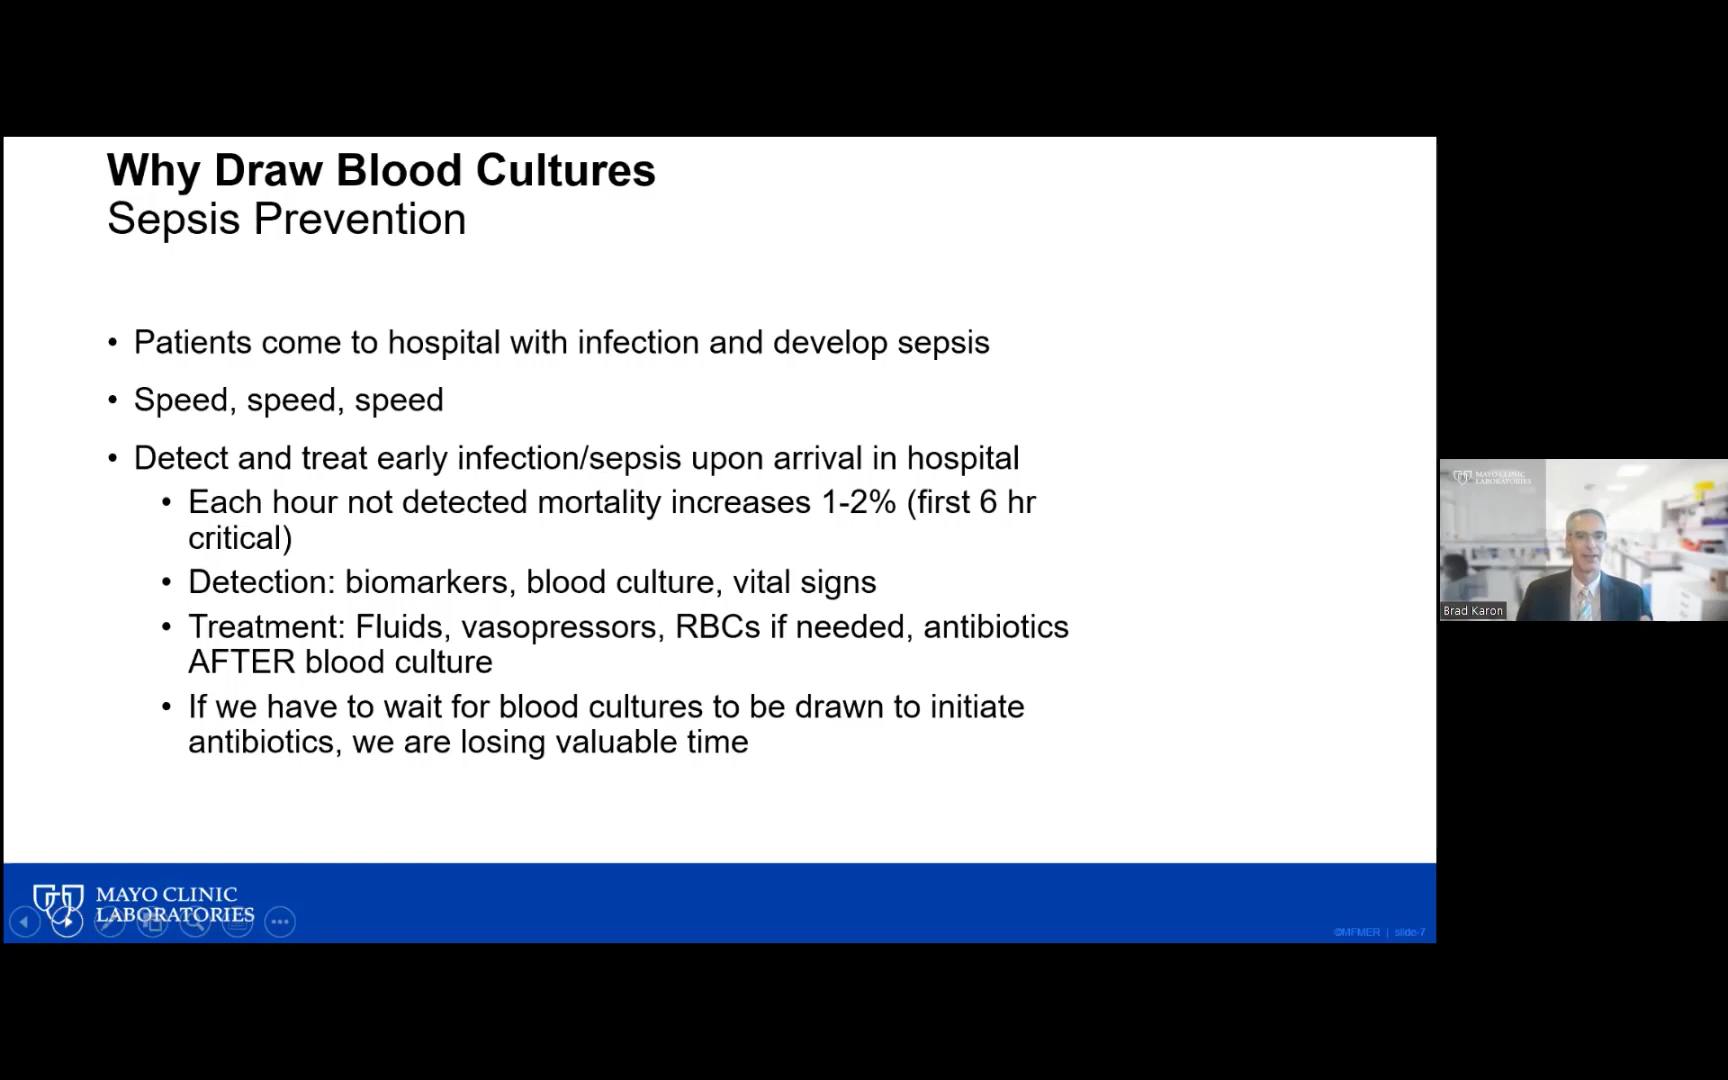 Why Draw Blood Cultures
Sepsis Prevention
• Patients come to hospital with infection and develop sepsis
• Speed, speed, speed
• Detect and treat early infection/sepsis upon arrival in hospital
• Each hour not detected mortality increases 1-2% (first 6 hr
critical)
• Detection: biomarkers, blood culture, vital signs
• Treatment: Fluids, vasopressors, RBCs if needed, antibiotics
AFTER blood culture
• If we have to wait for blood cultures to be drawn to initiate
antibiotics, we are losing valuable time
MAYO CLINIC
LABORATORIES
©MFMER | slide-7
MAYO CLINIC
LABORATORIES
Brad Karon